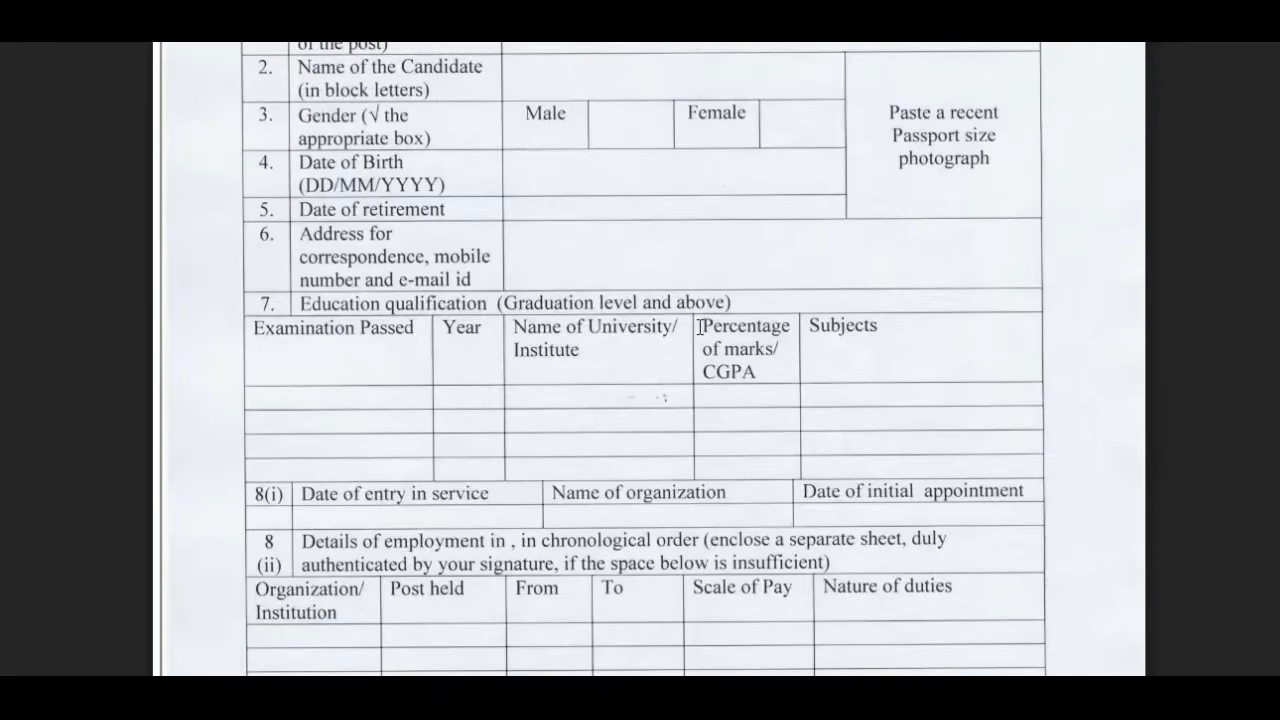 of the post)
2. Name of the Candidate
(in block letters)
3. Gender (√ the Male Female
appropriate box)
Paste a recent
Passport size
photograph
4. Date of Birth
(DD/MM/YYYY)
5. Date of retirement
6. Address for
correspondence, mobile
number and e-mail id
7. Education qualification (Graduation level and above)
Examination Passed Year Name of University/ Percentage Subjects
Institute of marks/
CGPA
8(i) Date of entry in service Name of organization Date of initial appointment
8 Details of employment in , in chronological order (enclose a separate sheet, duly
(ii) authenticated by your signature, if the space below is insufficient)
Organization/ Post held From To Scale of Pay Nature of duties
Institution